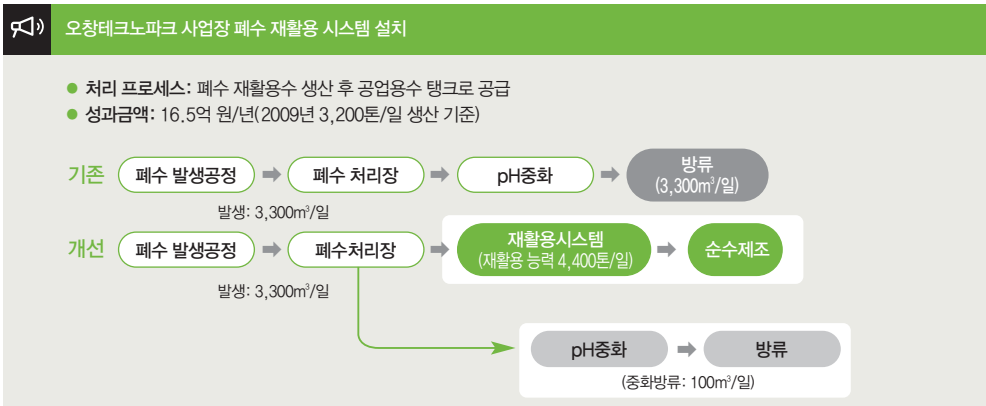 오창테크노파크 사업장 폐수 재활용 시스템 설치
● 처리 프로세스: 폐수 재활용수 생산 후 공업용수 탱크로 공급
● 성과금액: 16.5억 원/년(2009년 3,200톤/일 생산 기준)
기존 폐수 발생공정 폐수 처리장 pH중화 방류
(3,300m³/일)
발생: 3,300m³/일
개선 폐수 발생공정 폐수처리장 재활용시스템 순수제조
(재활용 능력 4,400톤/일)
발생: 3,300m³/일
pH중화 방류
(중화방류: 100m³/일)